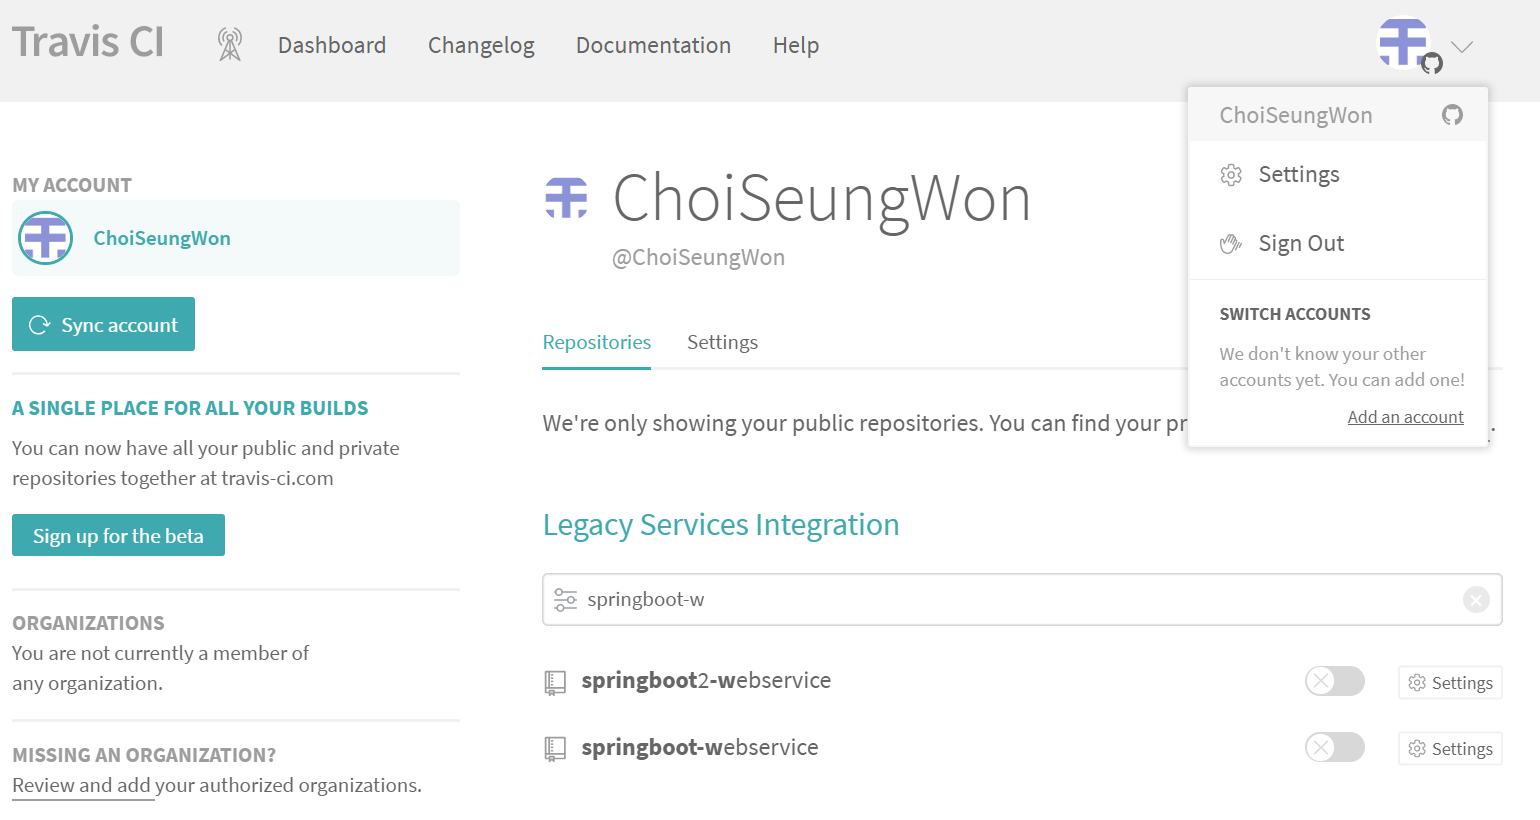 Travis CI
Dashboard
Changelog
Documentation
Help
ChoiSeungWon
Settings
Sign Out
SWITCH ACCOUNTS
We don't know your other
accounts yet. You can add one!
Add an account
MY ACCOUNT
ChoiSeungWon
Sync account
A SINGLE PLACE FOR ALL YOUR BUILDS
You can now have all your public and private
repositories together at travis-ci.com
Sign up for the beta
ORGANIZATIONS
You are not currently a member of
any organization.
MISSING AN ORGANIZATION?
Review and add your authorized organizations.
ChoiSeungWon
@ChoiSeungWon
Repositories
Settings
We're only showing your public repositories. You can find your pr
Legacy Services Integration
springboot-w
springboot2-webservice
Settings
springboot-webservice
Settings